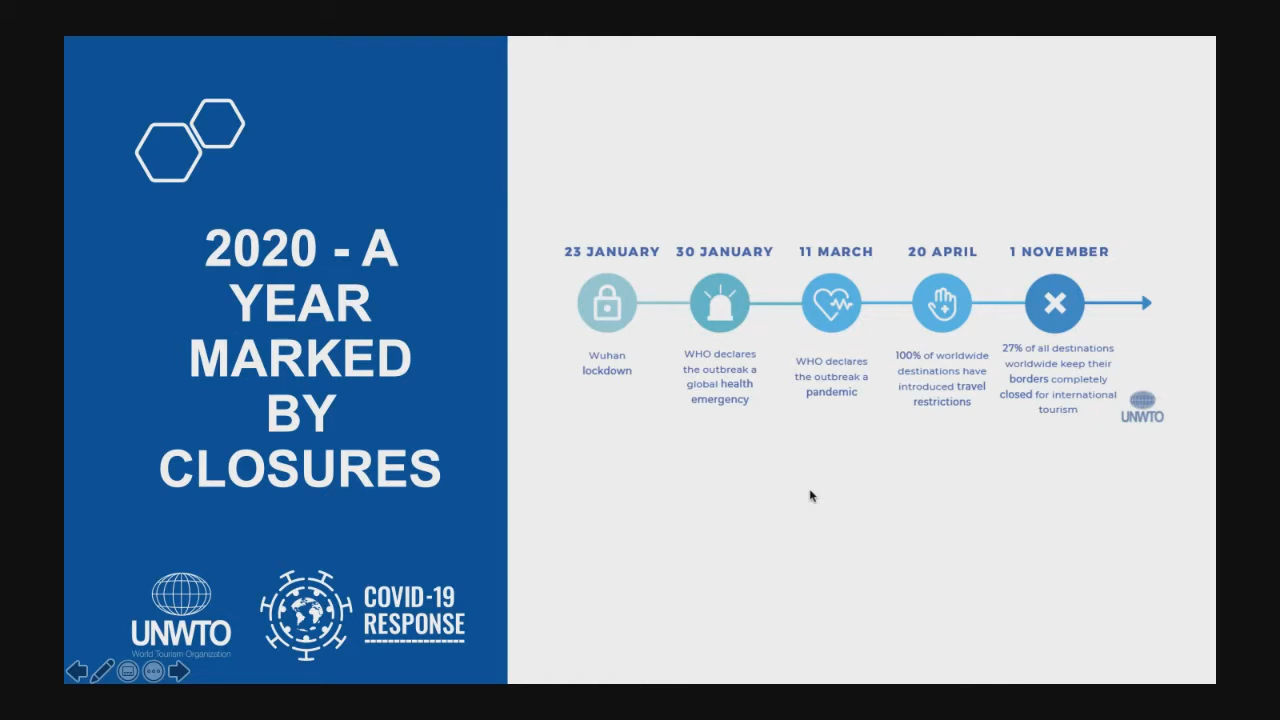 2020 - A
YEAR
MARKED
BY
CLOSURES
UNWTO
World Tourism Organization
COVID-19
RESPONSE
23 JANUARY
Wuhan
lockdown
30 JANUARY
WHO declares
the outbreak a
global health
emergency
11 MARCH
WHO declares
the outbreak a
pandemic
20 APRIL
100% of worldwide
destinations have
introduced travel
restrictions
1 NOVEMBER
27% of all destinations
worldwide keep their
borders completely
closed for international
tourism
UNWTO